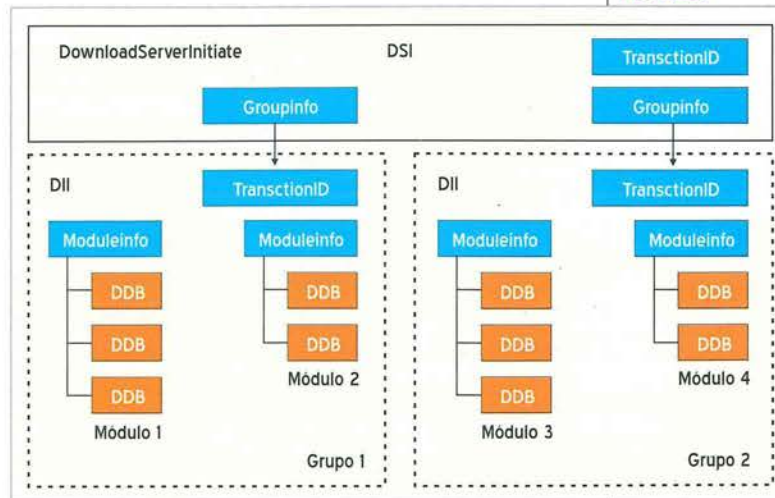 DownloadServerInitiate
DSI
TransctionID
GroupInfo
GroupInfo
DII
TransctionID
ModuleInfo
ModuleInfo
DDB
DDB
DDB
DDB
DDB
Módulo 2
Módulo 1
Grupo 1
DII
TransctionID
ModuleInfo
ModuleInfo
DDB
DDB
DDB
DDB
DDB
Módulo 4
Módulo 3
Grupo 2